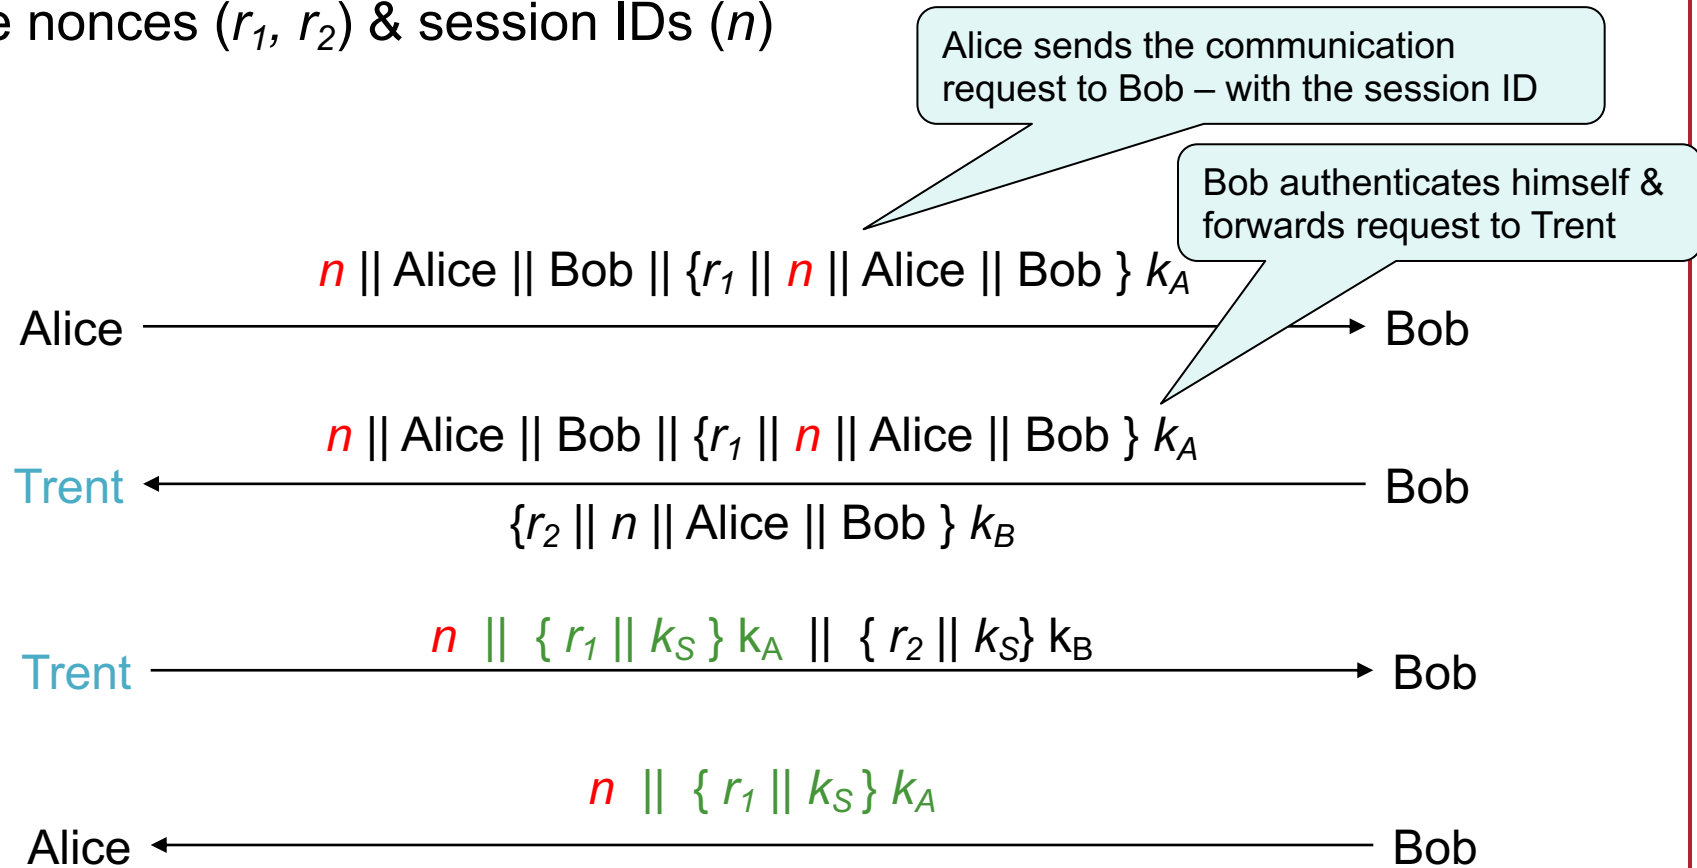 e nonces (r1, r2) & session IDs (n)
Alice sends the communication
request to Bob – with the session ID
Bob authenticates himself &
forwards request to Trent
n || Alice || Bob || {r1 || n || Alice || Bob } kA
Alice
Bob
n || Alice || Bob || {r1 || n || Alice || Bob } kA
Trent
Bob
{r2 || n || Alice || Bob } kB
n || { r1 || kS } kA || { r2 || kS} kB
Trent
Bob
n || { r1 || kS } kA
Alice
Bob